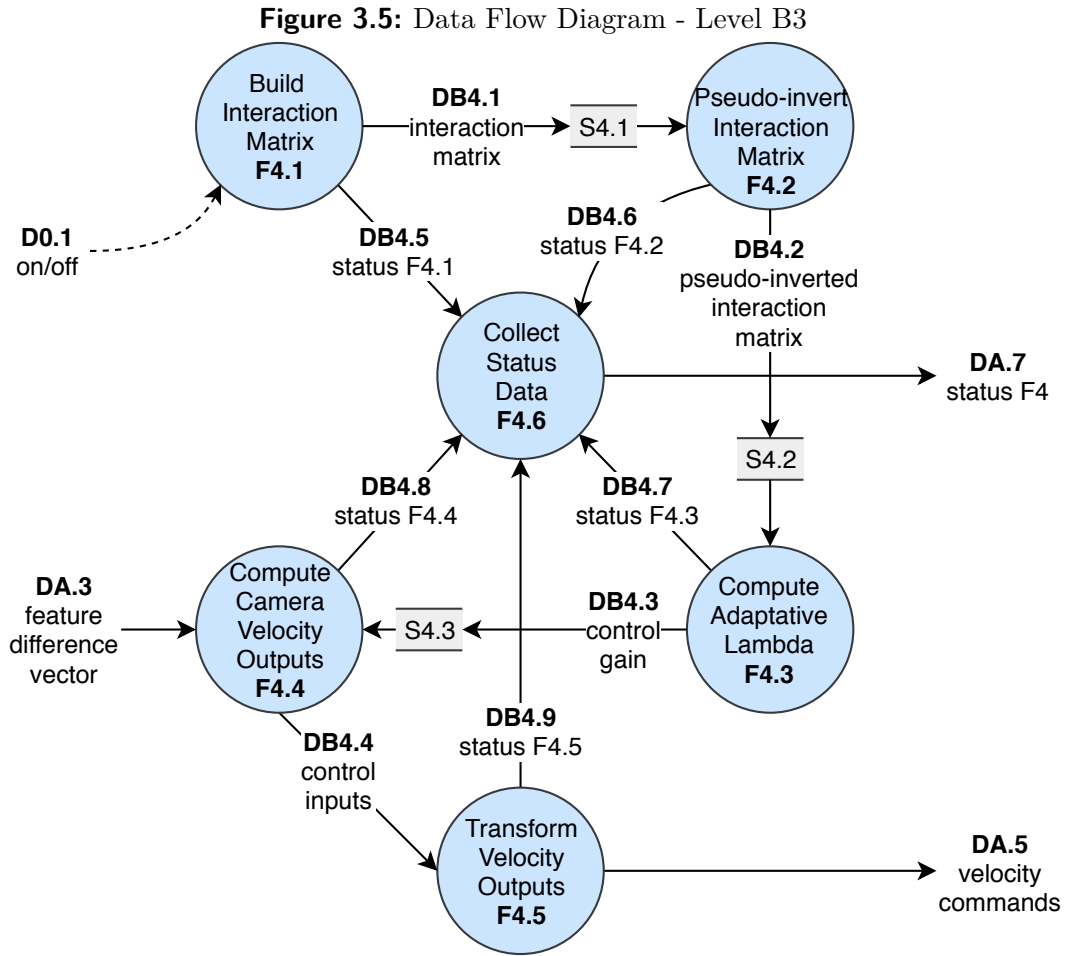 Figure 3.5: Data Flow Diagram - Level B3
Build
Interaction
Matrix
F4.1
DB4.1
interaction
matrix
S4.1
Pseudo-invert
Interaction
Matrix
F4.2
D0.1
on/off
DB4.5
status F4.1
DB4.6
status F4.2
DB4.2
pseudo-inverted
interaction
matrix
Collect
Status
Data
F4.6
DA.7
status F4
S4.2
DB4.8
status F4.4
DB4.7
status F4.3
DA.3
feature
difference
vector
Compute
Camera
Velocity
Outputs
F4.4
S4.3
DB4.3
control
gain
Compute
Adaptative
Lambda
F4.3
DB4.4
control
inputs
DB4.9
status F4.5
Transform
Velocity
Outputs
F4.5
DA.5
velocity
commands